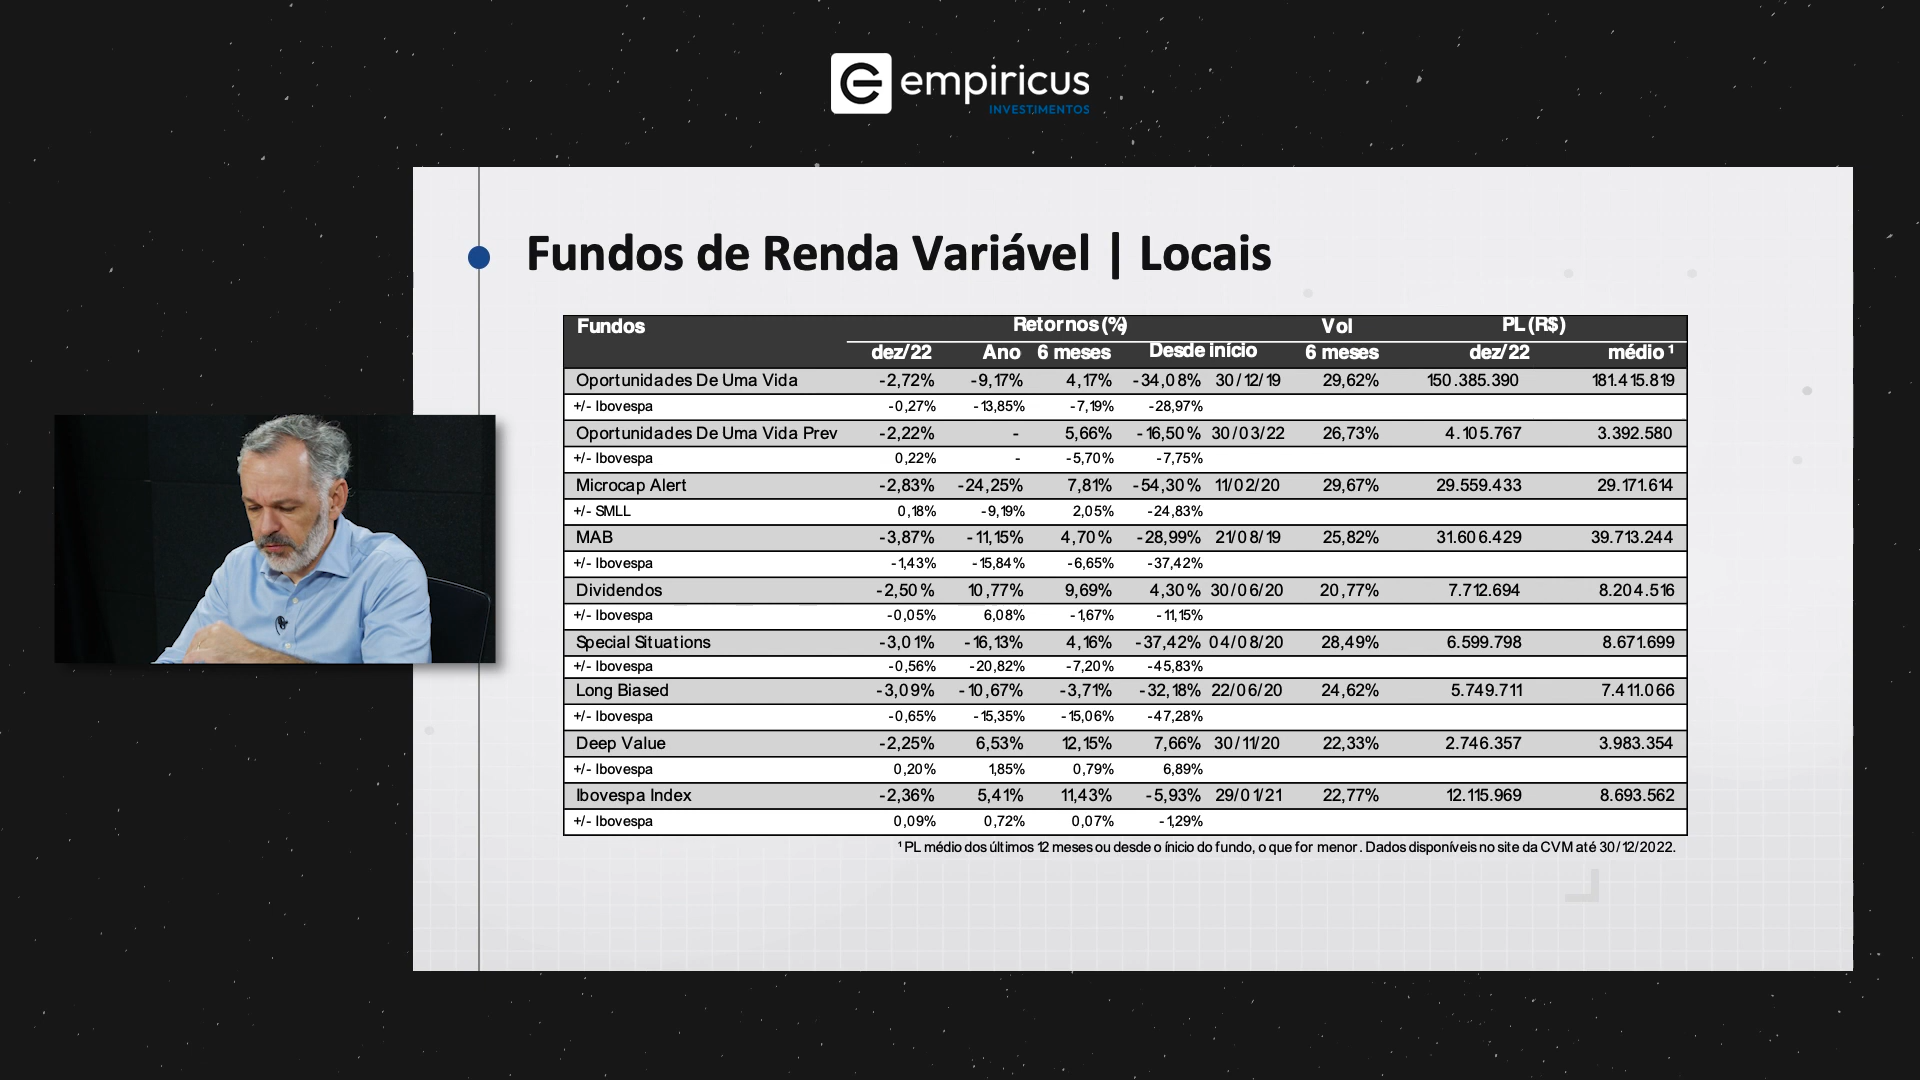 empiricus
INVESTIMENTOS
Fundos de Renda Variável | Locais
Fundos Retornos (%) Vol PL (R$)
dez/22 Ano 6 meses Desde início 6 meses dez/22 médio ¹
Oportunidades De Uma Vida -2,72% -9,17% 4,17% -34,08% 30/12/19 29,62% 150.385.390 181.415.819
+/- Ibovespa -0,27% -13,85% -7,19% -28,97%
Oportunidades De Uma Vida Prev -2,22% - 5,66% -16,50% 30/03/22 26,73% 4.105.767 3.392.580
+/- Ibovespa 0,22% - -5,70% -7,75%
Microcap Alert -2,83% -24,25% 7,81% -54,30% 11/02/20 29,67% 29.559.433 29.171.614
+/- SMLL 0,18% -9,19% 2,05% -24,83%
MAB -3,87% -11,15% 4,70% -28,99% 21/08/19 25,82% 31.606.429 39.713.244
+/- Ibovespa -1,43% -15,84% -6,65% -37,42%
Dividendos -2,50% 10,77% 9,69% 4,30% 30/06/20 20,77% 7.712.694 8.204.516
+/- Ibovespa -0,05% 6,08% -1,67% -11,15%
Special Situations -3,01% -16,13% 4,16% -37,42% 04/08/20 28,49% 6.599.798 8.671.699
+/- Ibovespa -0,56% -20,82% -7,20% -45,83%
Long Biased -3,09% -10,67% -3,71% -32,18% 22/06/20 24,62% 5.749.711 7.411.066
+/- Ibovespa -0,65% -15,35% -15,06% -47,28%
Deep Value -2,25% 6,53% 12,15% 7,66% 30/11/20 22,33% 2.746.357 3.983.354
+/- Ibovespa 0,20% 1,85% 0,79% 6,89%
Ibovespa Index -2,36% 5,41% 11,43% -5,93% 29/01/21 22,77% 12.115.969 8.693.562
+/- Ibovespa 0,09% 0,72% 0,07% -1,29%
¹ PL médio dos últimos 12 meses ou desde o ínicio do fundo, o que for menor. Dados disponíveis no site da CVM até 30/12/2022.